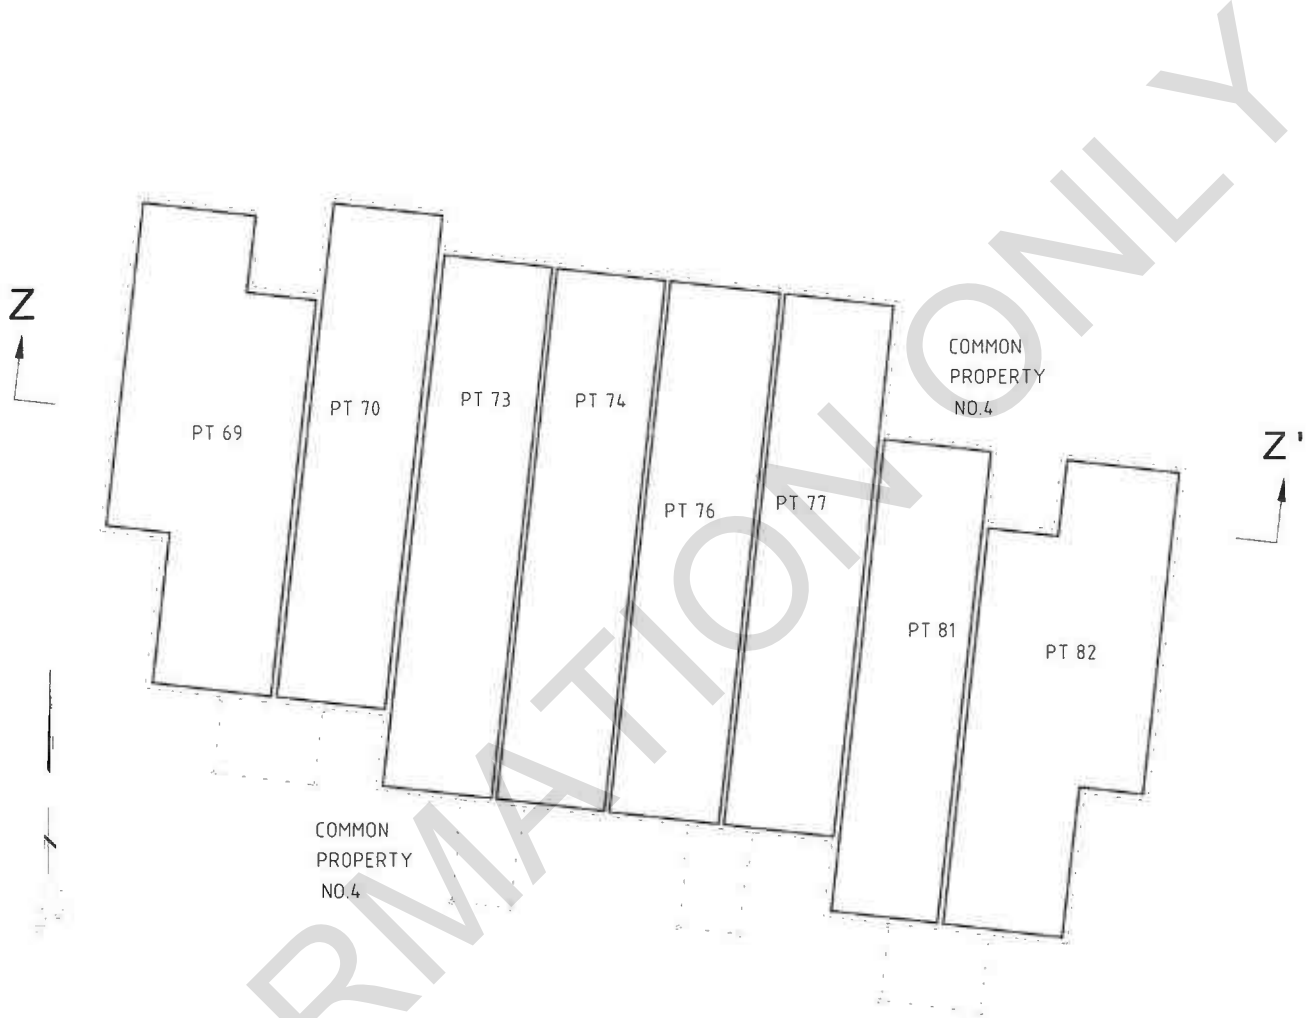 Z
COMMON
PROPERTY
NO.4
PT 70
PT 73
PT 74
PT 69
Z'
PT 76
PT 77
PT 81
PT 82
COMMON
PROPERTY
NO.4
RMATION ONLY